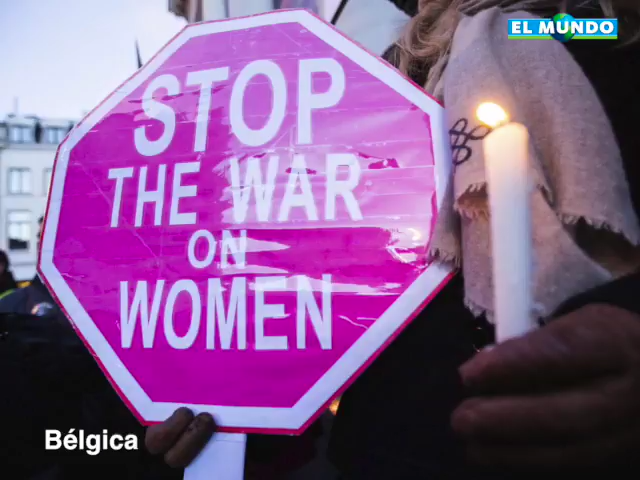 EL MUNDO
STOP
THE WAR
ON
WOMEN
Bélgica